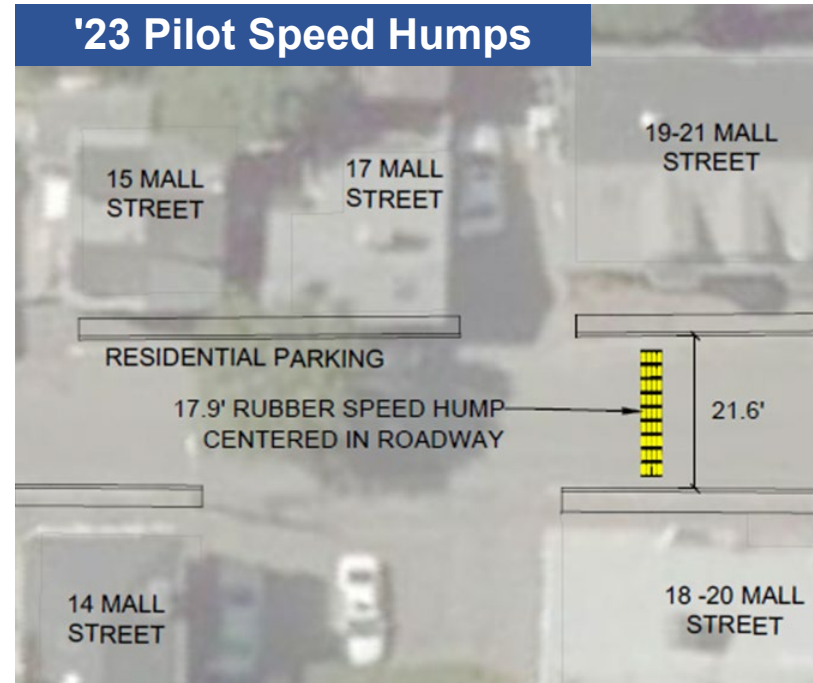 '23 Pilot Speed Humps
15 MALL
STREET
17 MALL
STREET
19-21 MALL
STREET
RESIDENTIAL PARKING
17.9' RUBBER SPEED HUMP
CENTERED IN ROADWAY
21.6'
14 MALL
STREET
18 -20 MALL
STREET